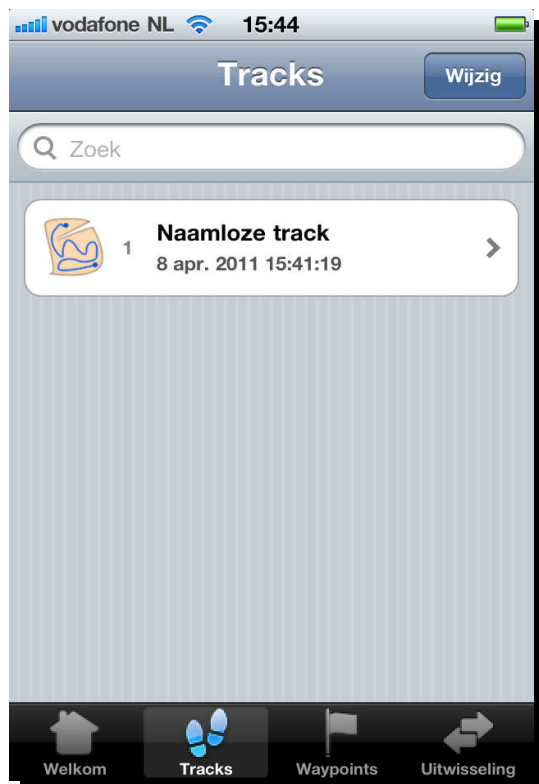 vodafone NL 15:44
Tracks
Wijzig
Zoek
1
Naamloze track
8 apr. 2011 15:41:19
Welkom
Tracks
Waypoints
Uitwisseling